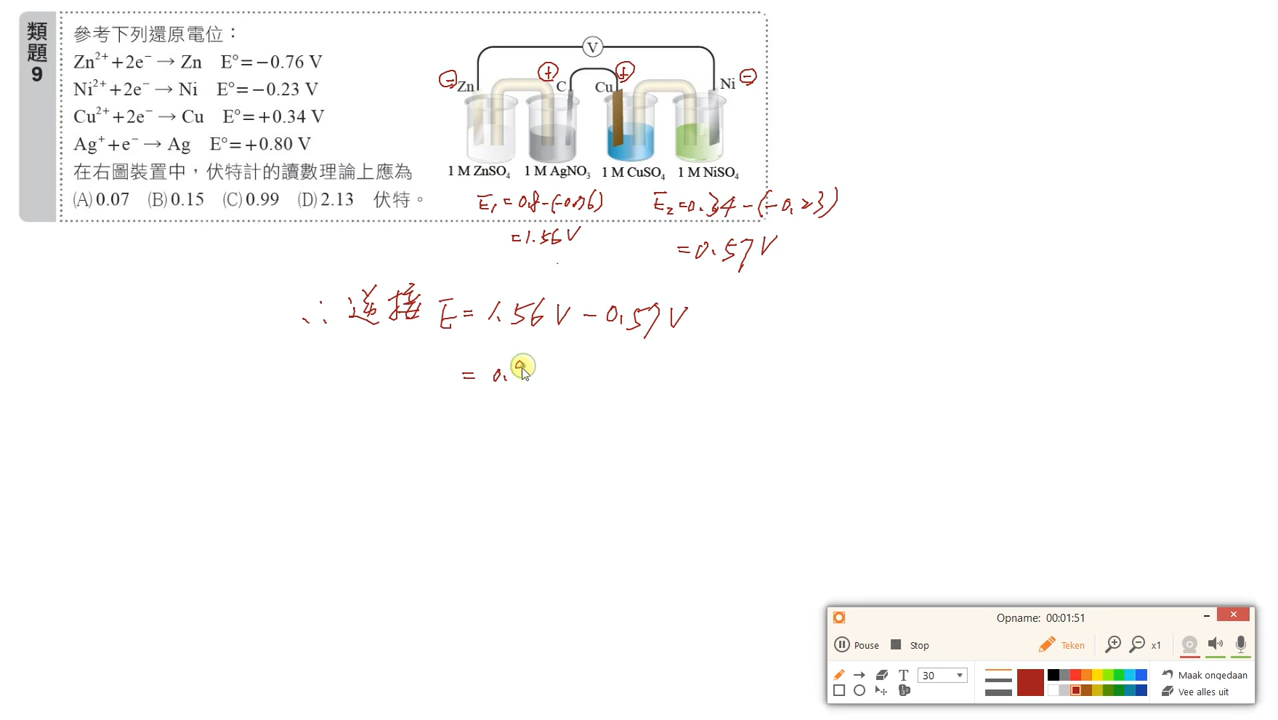 類題9
參考下列還原電位：
Zn²⁺+2e⁻ → Zn E°=−0.76 V
Ni²⁺+2e⁻ → Ni E°=−0.23 V
Cu²⁺+2e⁻ → Cu E°=+0.34 V
Ag⁺+e⁻ → Ag E°=+0.80 V
在右圖裝置中，伏特計的讀數理論上應為
(A) 0.07 (B) 0.15 (C) 0.99 (D) 2.13 伏特。
V
⊖ Zn ⊕ C Cu ⊕ Ni ⊖
1 M ZnSO₄ 1 M AgNO₃ 1 M CuSO₄ 1 M NiSO₄
E₁=0.8-(-0.76) E₂=0.34-(-0.23)
=1.56V =0.57V
∴ 逆接 E=1.56V-0.57V
= 0.
Opname: 00:01:51
Pause Stop Teken x1
T 30 Maak ongedaan
Vee alles uit